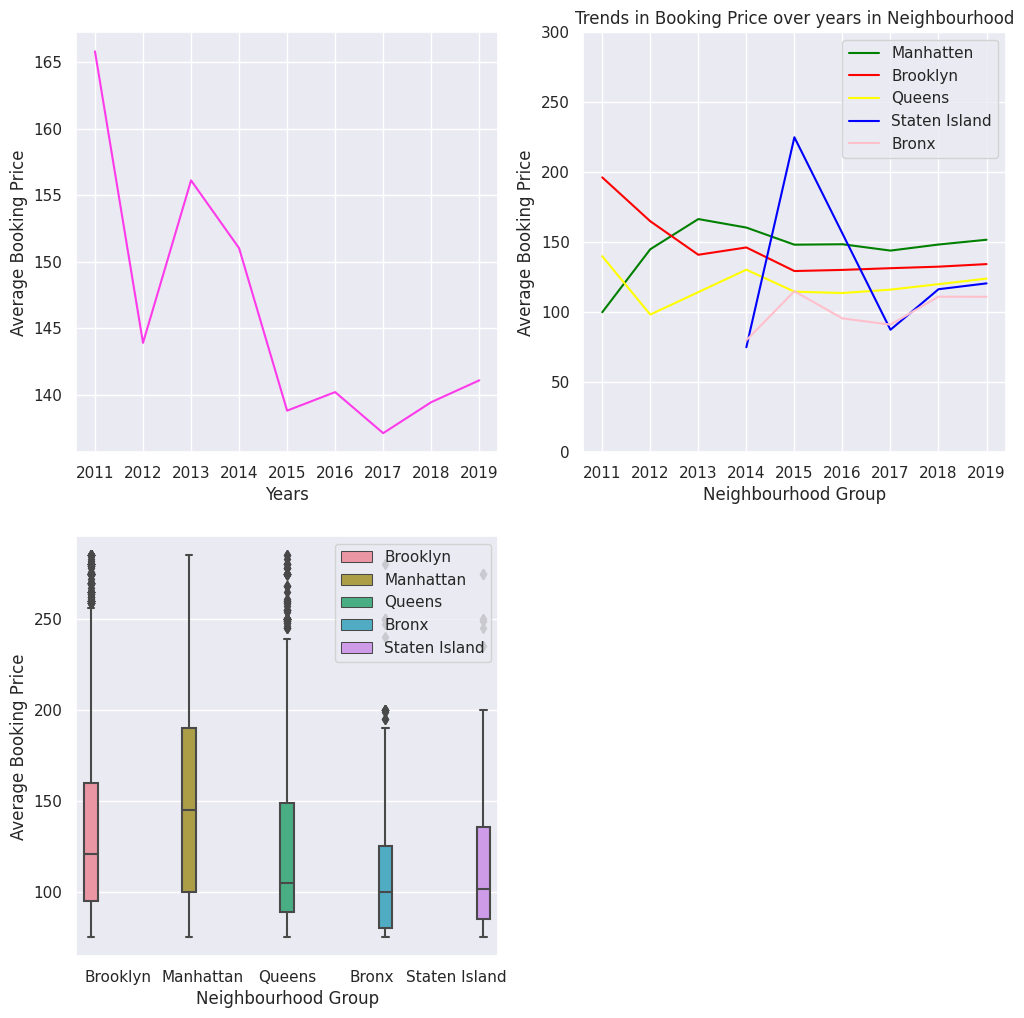 165
160
155
150
145
140
Average Booking Price
2011 2012 2013 2014 2015 2016 2017 2018 2019
Years
Trends in Booking Price over years in Neighbourhood
300
250
200
150
100
50
0
Average Booking Price
Manhatten
Brooklyn
Queens
Staten Island
Bronx
2011 2012 2013 2014 2015 2016 2017 2018 2019
Neighbourhood Group
250
200
150
100
Average Booking Price
Brooklyn
Manhattan
Queens
Bronx
Staten Island
Brooklyn Manhattan Queens Bronx Staten Island
Neighbourhood Group